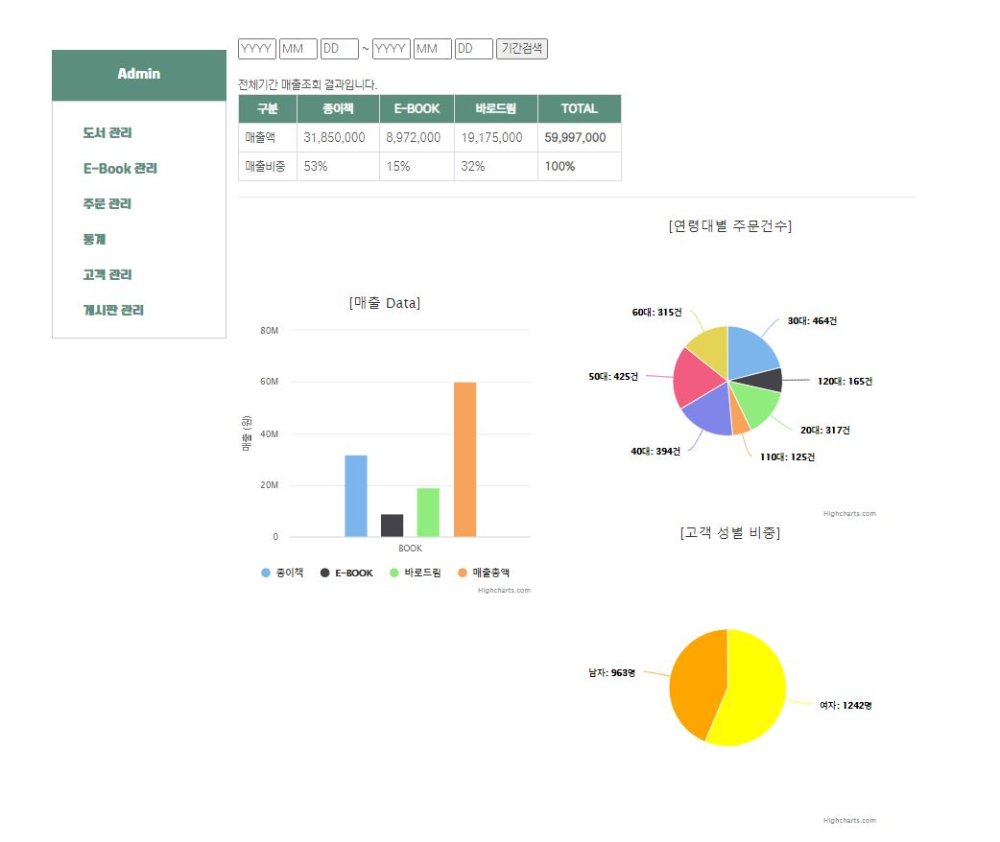 YYYY MM DD ~ YYYY MM DD 기간검색
Admin
도서 관리
E-Book 관리
주문 관리
통계
고객 관리
게시판 관리
전체기간 매출조회 결과입니다.
구분 종이책 E-BOOK 바로드림 TOTAL
매출액 31,850,000 8,972,000 19,175,000 59,997,000
매출비중 53% 15% 32% 100%
[매출 Data]
80M
60M
40M
20M
0
매출 (원)
BOOK
종이책 E-BOOK 바로드림 매출총액
Highcharts.com
[연령대별 주문건수]
60대: 315건
30대: 464건
50대: 425건
120대: 165건
20대: 317건
40대: 394건
110대: 125건
Highcharts.com
[고객 성별 비중]
남자: 963명
여자: 1242명
Highcharts.com